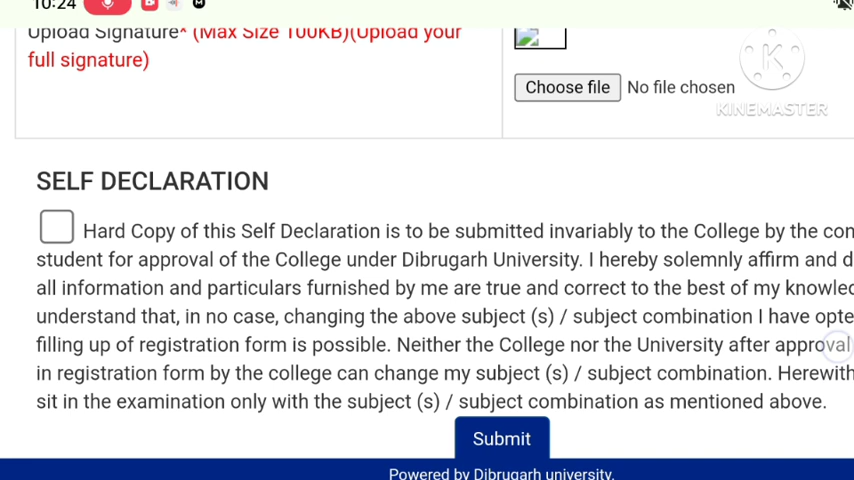 10:24
Upload Signature* (Max Size 100KB)(Upload your
full signature)
Choose file No file chosen
K
KINEMASTER
SELF DECLARATION
Hard Copy of this Self Declaration is to be submitted invariably to the College by the con
student for approval of the College under Dibrugarh University. I hereby solemnly affirm and d
all information and particulars furnished by me are true and correct to the best of my knowled
understand that, in no case, changing the above subject (s) / subject combination I have opte
filling up of registration form is possible. Neither the College nor the University after approval
in registration form by the college can change my subject (s) / subject combination. Herewith
sit in the examination only with the subject (s) / subject combination as mentioned above.
Submit
Powered by Dibrugarh university.